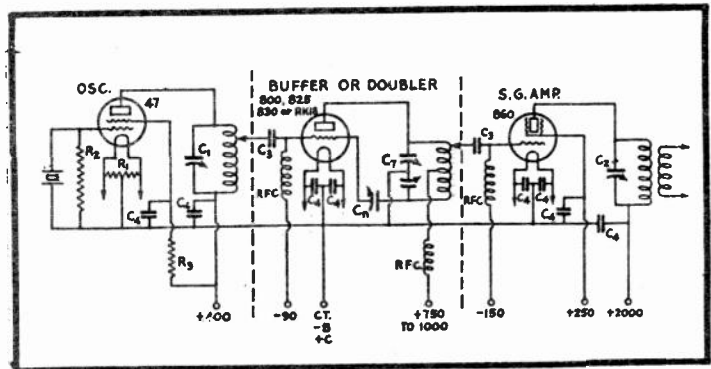 OSC.
47
R2
R1
C4
C4
R3
C1
+400
BUFFER OR DOUBLER
800, 825
830 or RK18
C3
RFC
C4
C4
Cn
C7
RFC
-90
C.T.
-B
+C
+750
TO 1000
S.G. AMP.
860
C3
RFC
C4
C4
C4
C4
C2
-150
+250
+2000